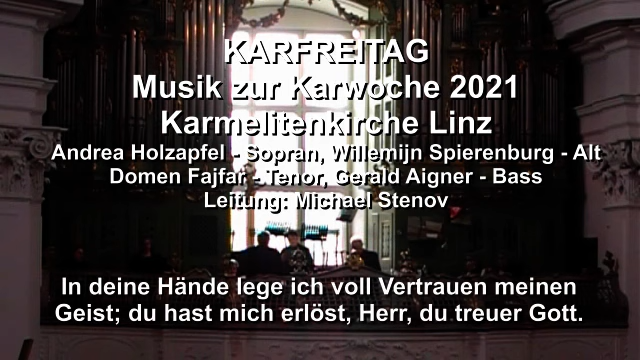 KARFREITAG
Musik zur Karwoche 2021
Karmelitenkirche Linz
Andrea Holzapfel - Sopran, Willemijn Spierenburg - Alt
Domen Fajfar - Tenor, Gerald Aigner - Bass
Leitung: Michael Stenov
In deine Hände lege ich voll Vertrauen meinen
Geist; du hast mich erlöst, Herr, du treuer Gott.